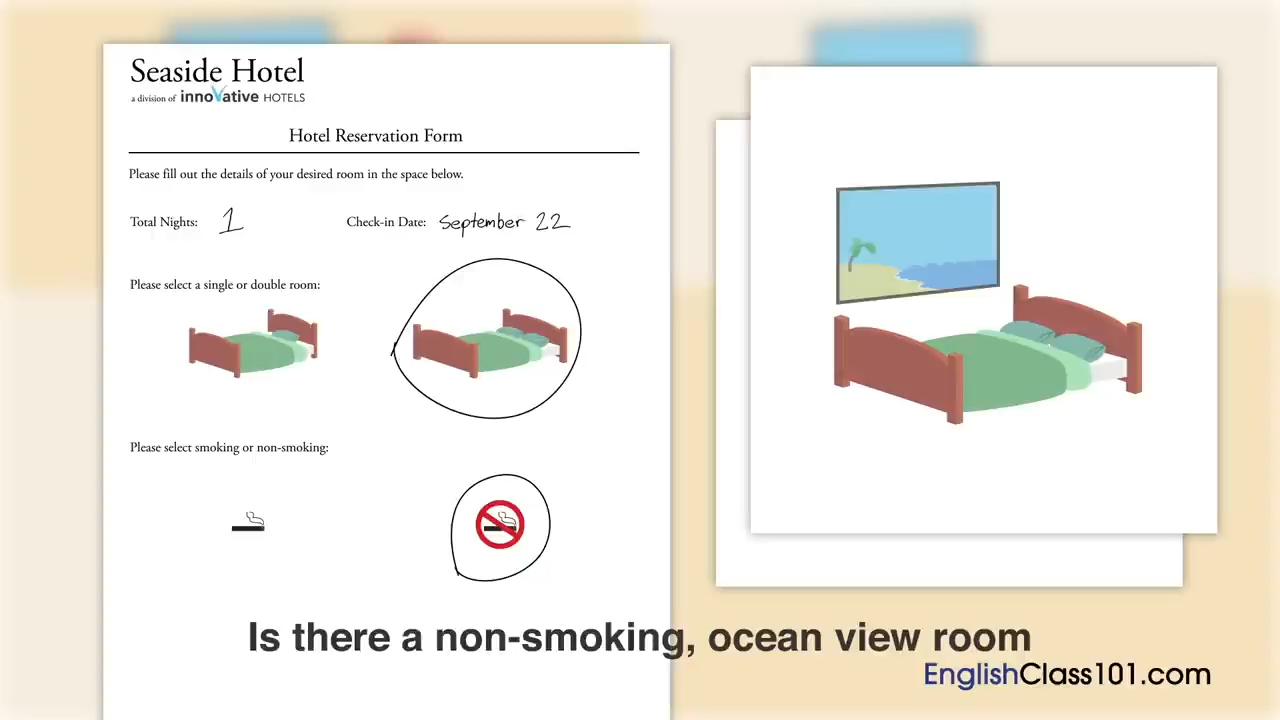 Seaside Hotel
a division of innoVative HOTELS
Hotel Reservation Form
Please fill out the details of your desired room in the space below.
Total Nights: 1 Check-in Date: September 22
Please select a single or double room:
Please select smoking or non-smoking:
Is there a non-smoking, ocean view room
EnglishClass101.com